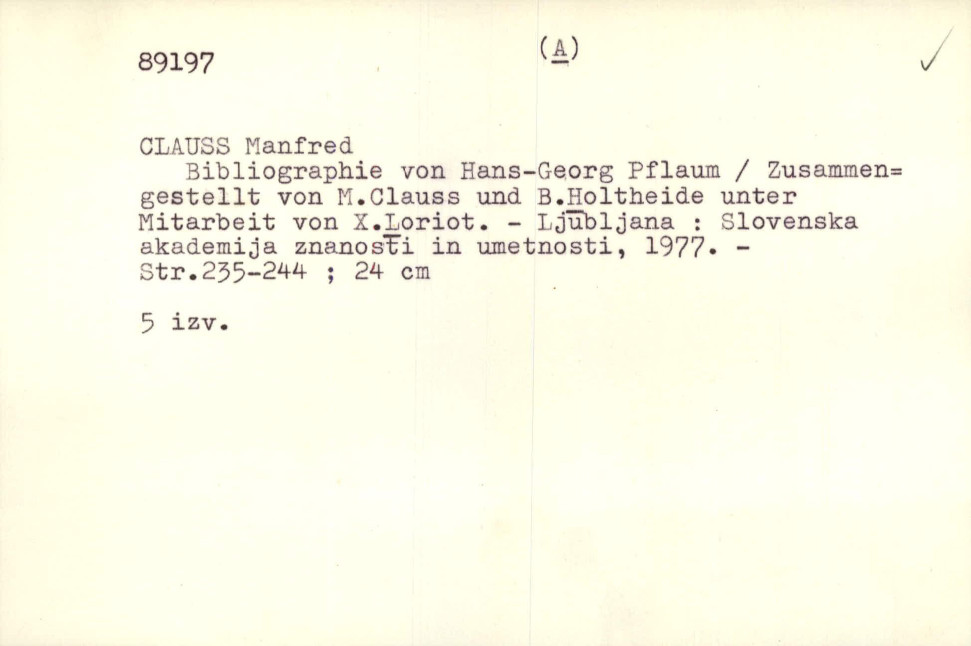 89197 (A)
CLAUSS Manfred
Bibliographie von Hans-Georg Pflaum / Zusammen=
gestellt von M.Clauss und B.Holtheide unter
Mitarbeit von X.Loriot. - Ljubljana : Slovenska
akademija znanosti in umetnosti, 1977. -
Str.235-244 ; 24 cm
5 izv.